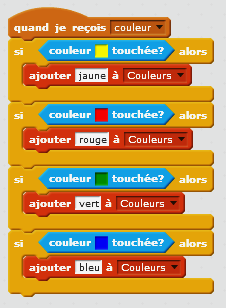 quand je reçois couleur
si couleur touchée? alors
ajouter jaune à Couleurs
si couleur touchée? alors
ajouter rouge à Couleurs
si couleur touchée? alors
ajouter vert à Couleurs
si couleur touchée? alors
ajouter bleu à Couleurs